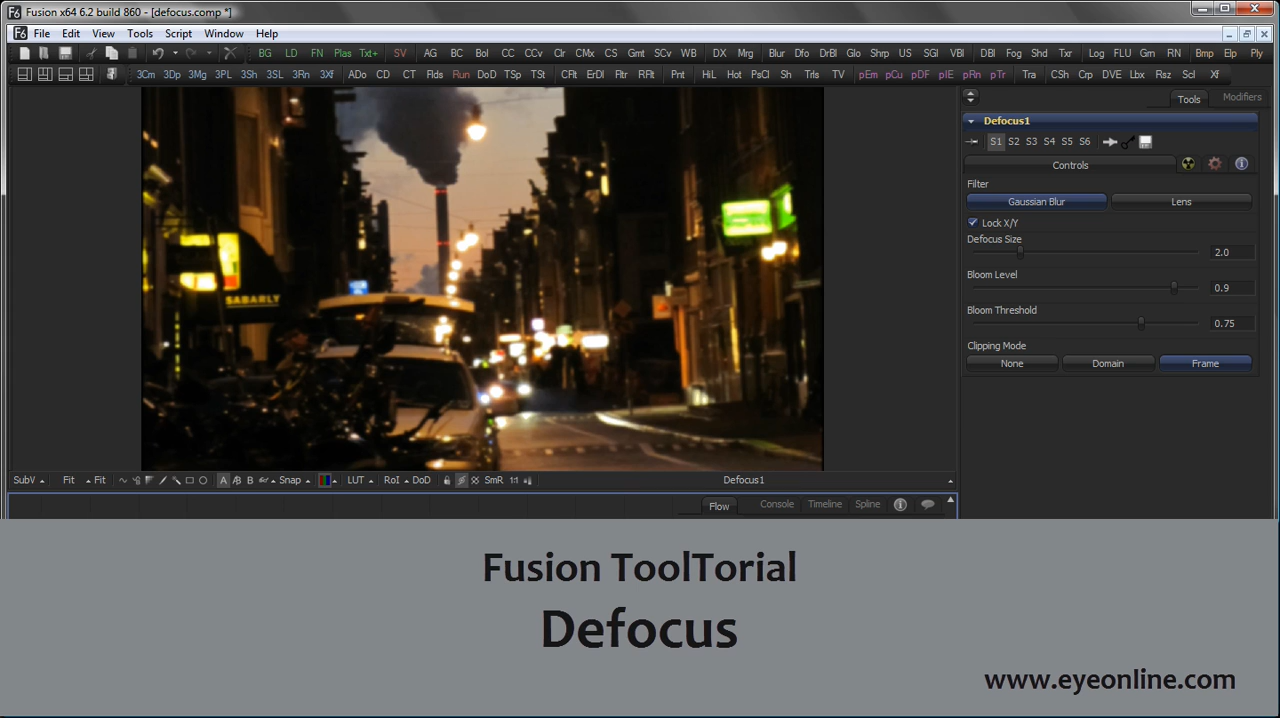 Fusion x64 6.2 build 860 - [defocus.comp *]
File Edit View Tools Script Window Help
BG LD FN Plas Txt+ SV AG BC Bol CC CCv Clr CMx CS Gmt SCv WB DX Mrg Blur Dfo DrBl Glo Shrp US SGl VBl DBl Fog Shd Txr Log FLU Gm RN Bmp Elp Ply
3Cm 3Dp 3Mg 3PL 3Sh 3SL 3Rn 3Xf ADo CD CT Flds Run DoD TSp TSt CFlt ErDl Fltr RFlt Pnt HiL Hot PsCl Sh Trls TV pEm pCu pDF pIE pRn pTr Tra CSh Crp DVE Lbx Rsz Scl Xf
Tools Modifiers
Defocus1
S1 S2 S3 S4 S5 S6
Controls
Filter
Gaussian Blur Lens
Lock X/Y
Defocus Size
2.0
Bloom Level
0.9
Bloom Threshold
0.75
Clipping Mode
None Domain Frame
SABARLY
SubV Fit Fit A B Snap LUT RoI DoD SmR 1:1 Defocus1
Flow Console Timeline Spline
Fusion ToolTorial
Defocus
www.eyeonline.com